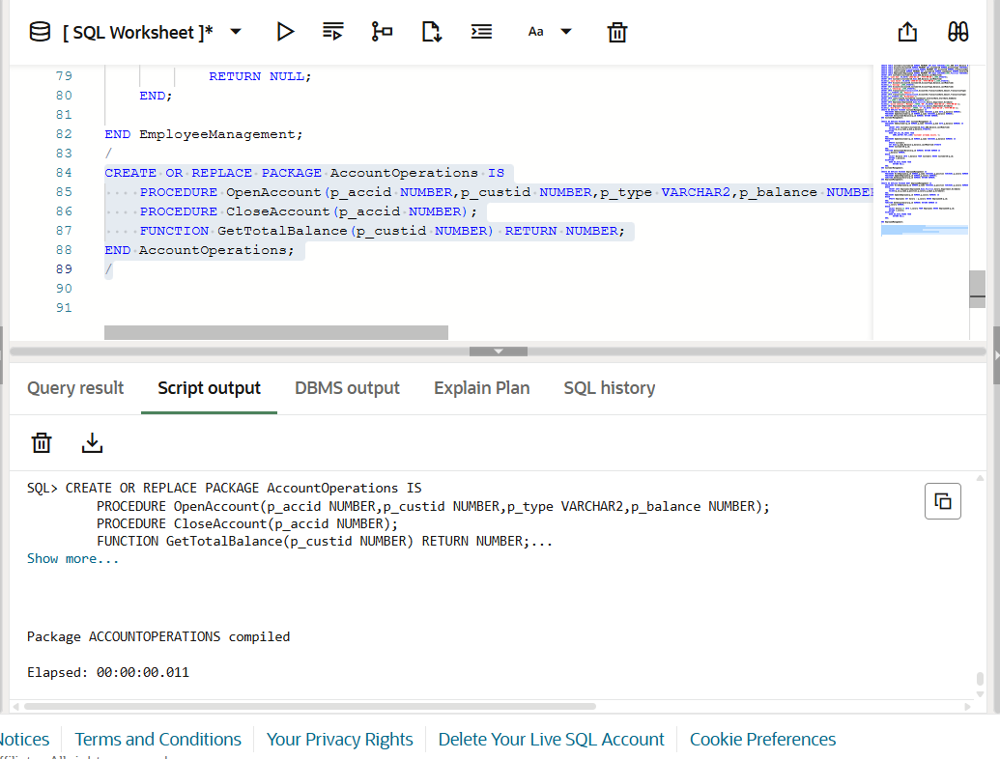 [ SQL Worksheet ]*
Aa
79 RETURN NULL;
80 END;
81
82 END EmployeeManagement;
83 /
84 CREATE OR REPLACE PACKAGE AccountOperations IS
85 PROCEDURE OpenAccount(p_accid NUMBER,p_custid NUMBER,p_type VARCHAR2,p_balance NUMBER
86 PROCEDURE CloseAccount(p_accid NUMBER);
87 FUNCTION GetTotalBalance(p_custid NUMBER) RETURN NUMBER;
88 END AccountOperations;
89 /
90
91
Query result Script output DBMS output Explain Plan SQL history
SQL> CREATE OR REPLACE PACKAGE AccountOperations IS
PROCEDURE OpenAccount(p_accid NUMBER,p_custid NUMBER,p_type VARCHAR2,p_balance NUMBER);
PROCEDURE CloseAccount(p_accid NUMBER);
FUNCTION GetTotalBalance(p_custid NUMBER) RETURN NUMBER;...
Show more...
Package ACCOUNTOPERATIONS compiled
Elapsed: 00:00:00.011
Notices Terms and Conditions Your Privacy Rights Delete Your Live SQL Account Cookie Preferences